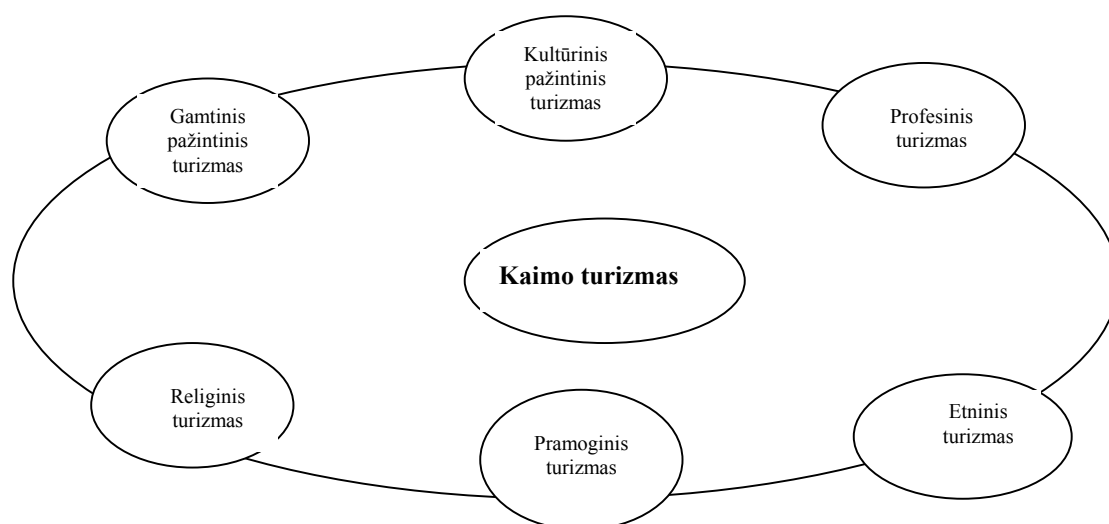 Kultūrinis
pažintinis
turizmas
Gamtinis
pažintinis
turizmas
Profesinis
turizmas
Kaimo turizmas
Religinis
turizmas
Pramoginis
turizmas
Etninis
turizmas